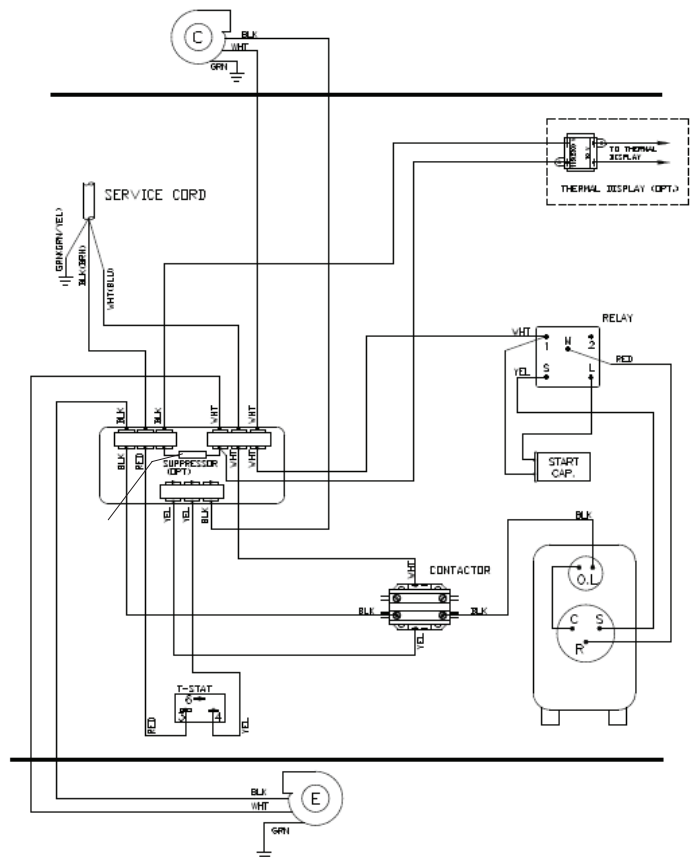 C
BLK
WHT
GRN
TO THERMAL
DISPLAY
THERMAL DISPLAY (OPT.)
SERVICE CORD
GRN(GRN/YEL)
BLK(BRN)
WHT(BLU)
RELAY
WHT
1
M
2
RED
YEL
S
L
START
CAP.
BLK
BLK
WHT
WHT
BLK
RED
SUPPRESSOR
(OPT)
WHT
WHT
YEL
YEL
BLK
BLK
WHT
CONTACTOR
BLK
BLK
YEL
O.L
C
S
R
T-STAT
6
3
4
RED
YEL
BLK
WHT
E
GRN